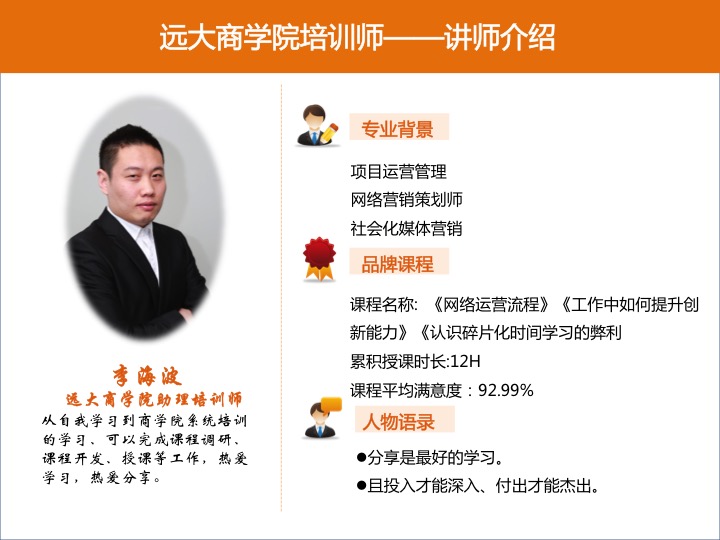 远大商学院培训师——讲师介绍
李海波
远大商学院助理培训师
从自我学习到商学院系统培训
的学习、可以完成课程调研、
课程开发、授课等工作，热爱
学习，热爱分享。
专业背景
项目运营管理
网络营销策划师
社会化媒体营销
品牌课程
课程名称: 《网络运营流程》《工作中如何提升创
新能力》《认识碎片化时间学习的弊利
累积授课时长:12H
课程平均满意度：92.99%
人物语录
●分享是最好的学习。
●且投入才能深入、付出才能杰出。